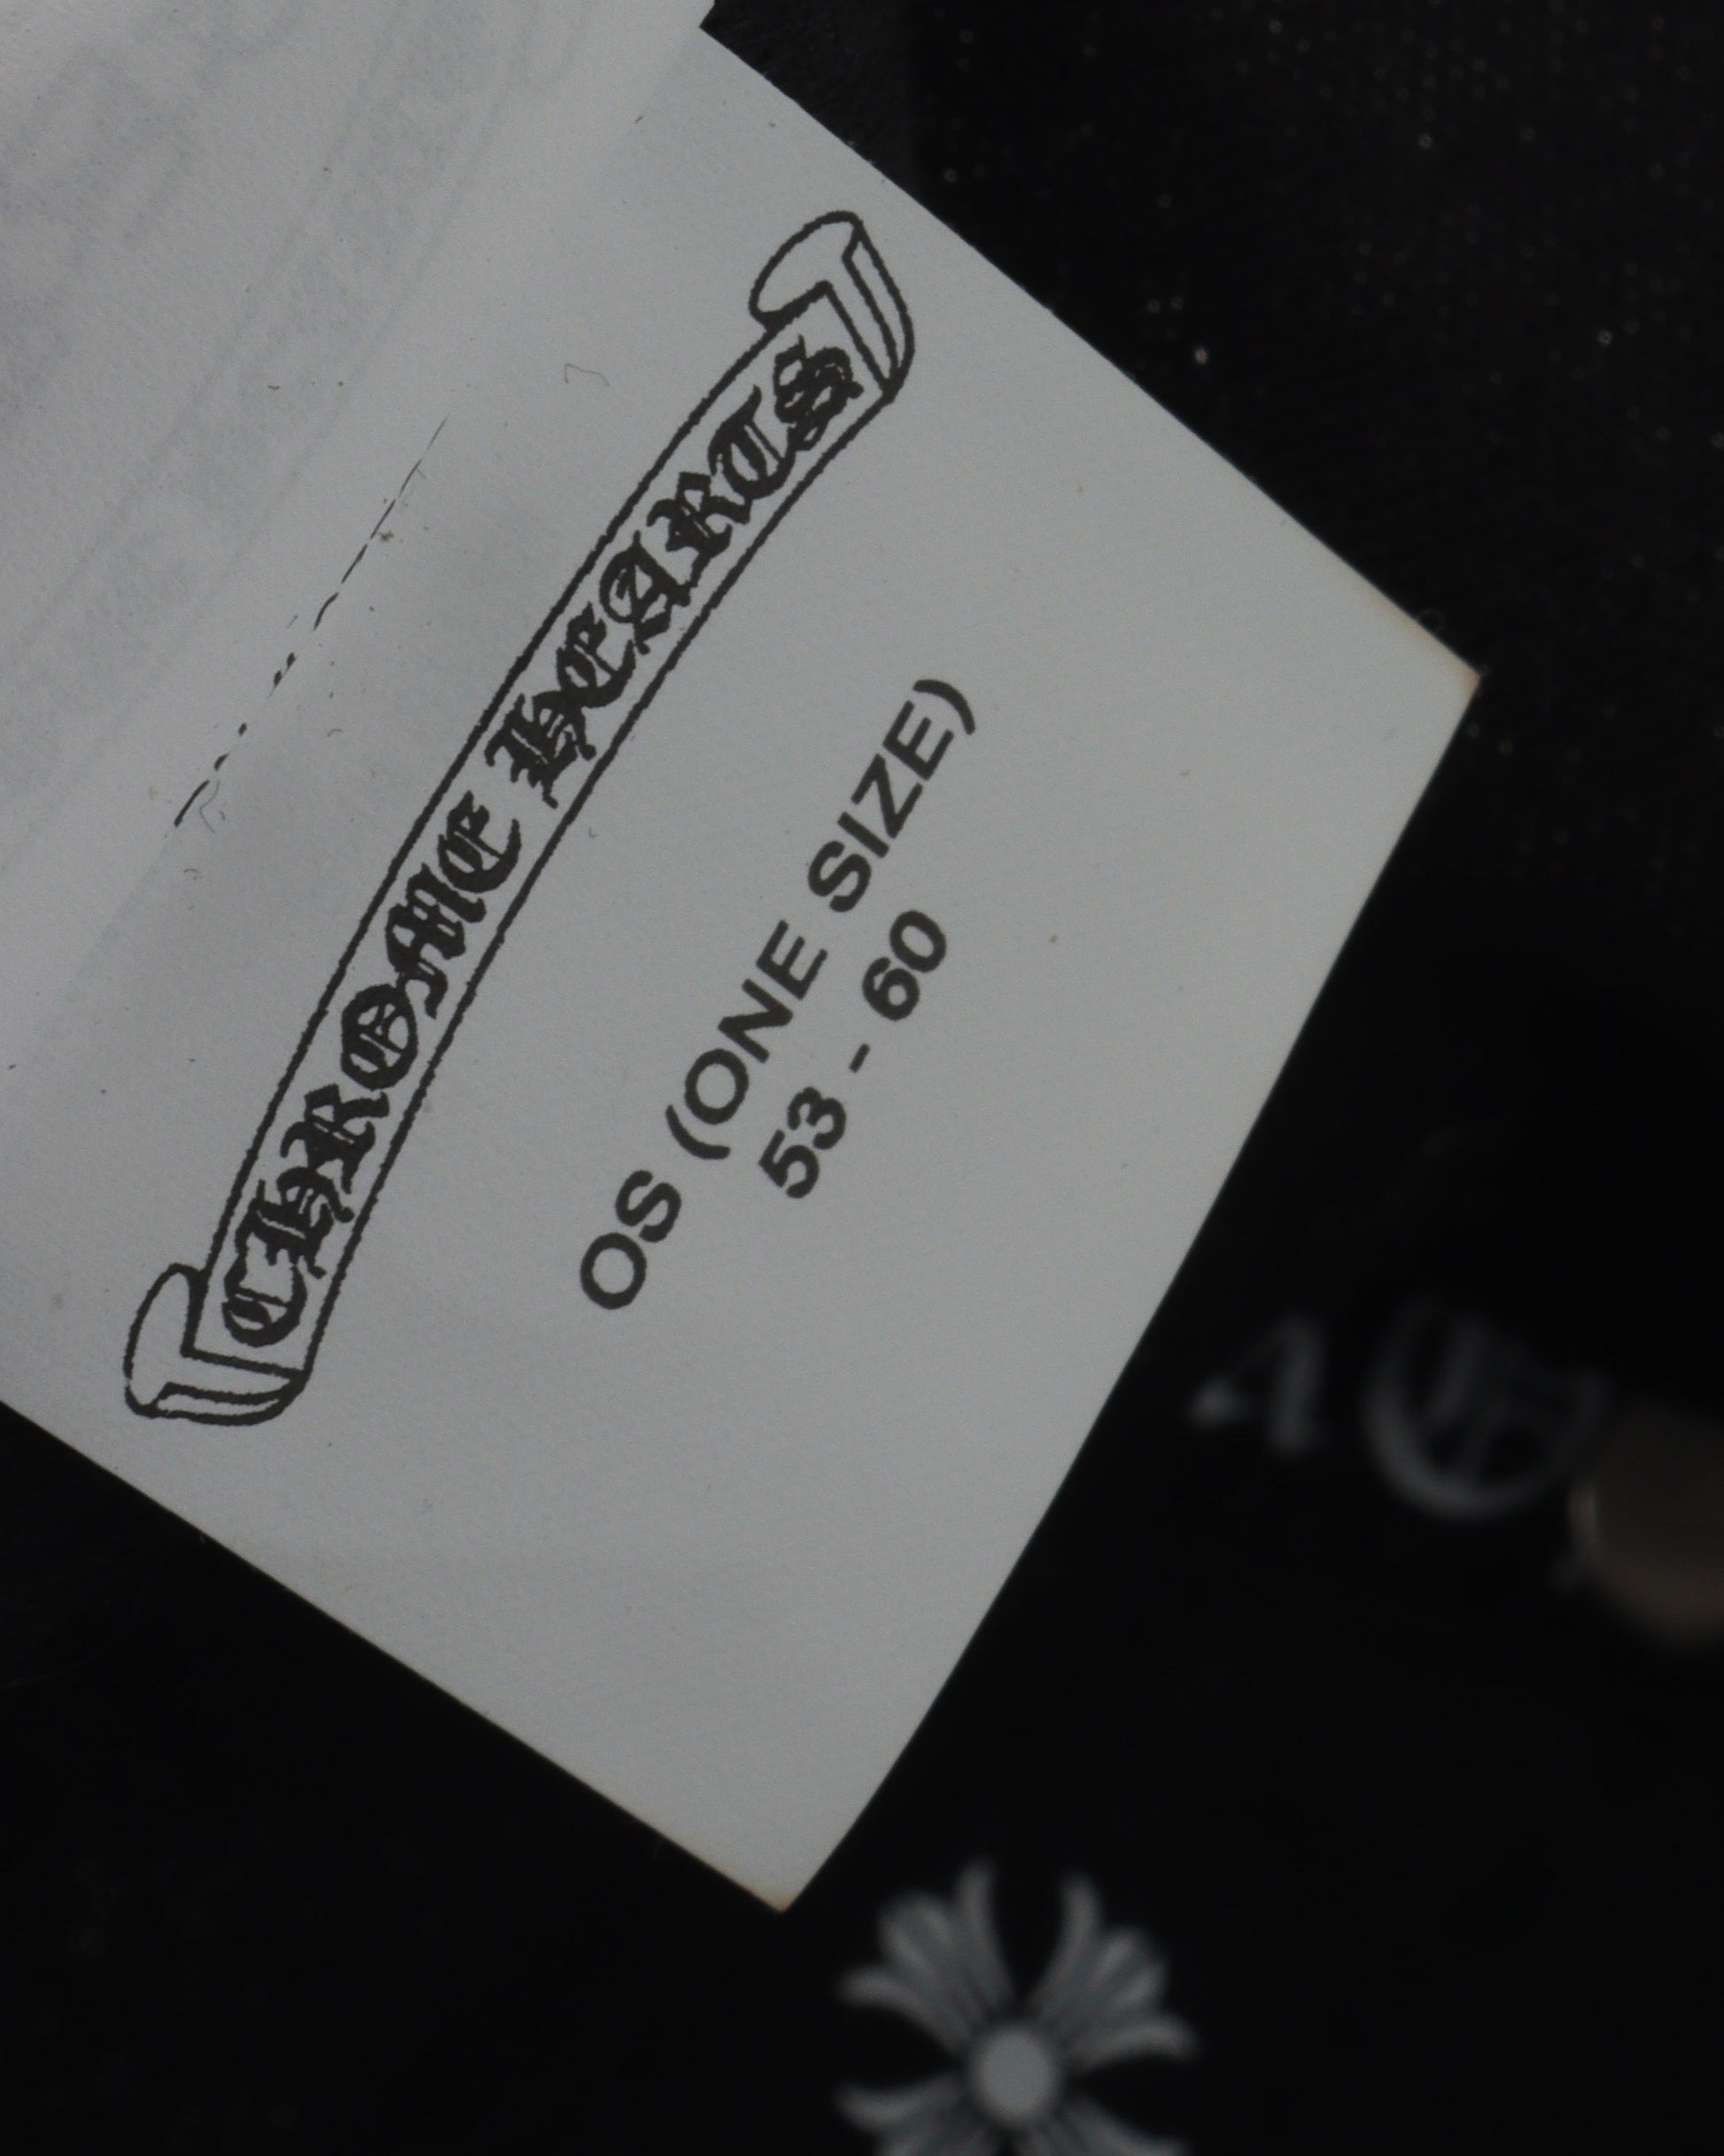 CHROME HEARTS
OS (ONE SIZE)
53 - 60